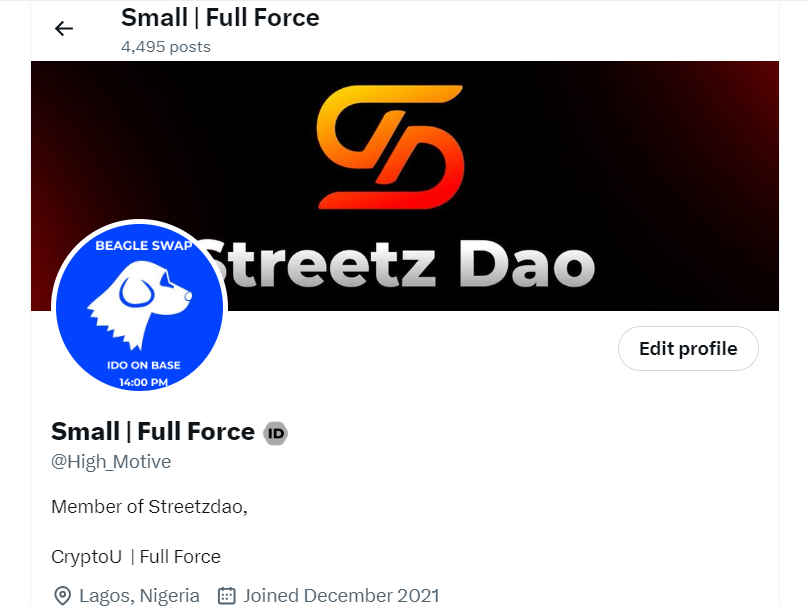 Small | Full Force
4,495 posts
Streetz Dao
BEAGLE SWAP
IDO ON BASE
14:00 PM
Edit profile
Small | Full Force ID
@High_Motive
Member of Streetzdao,
CryptoU | Full Force
Lagos, Nigeria Joined December 2021